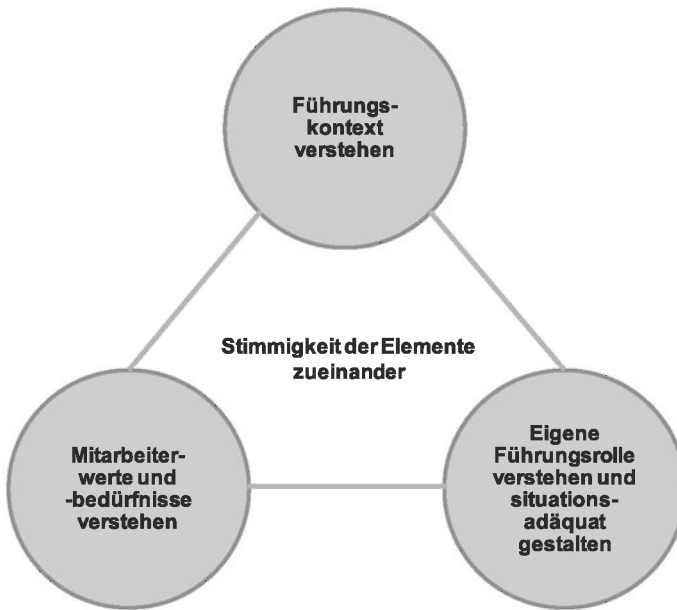 Führungs-
kontext
verstehen
Stimmigkeit der Elemente
zueinander
Mitarbeiter-
werte und
-bedürfnisse
verstehen
Eigene
Führungsrolle
verstehen und
situations-
adäquat
gestalten